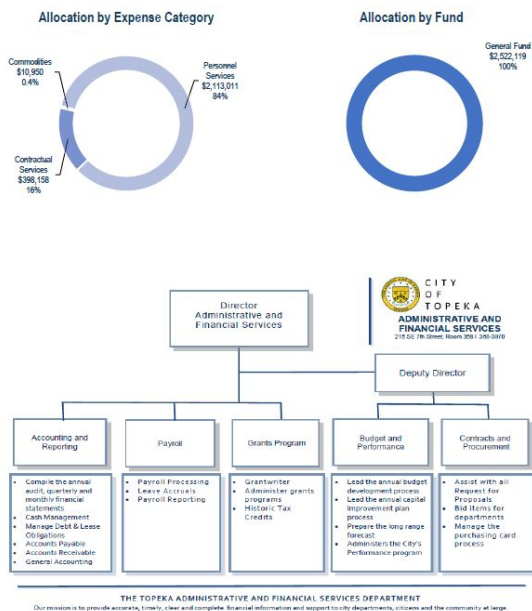 Allocation by Expense Category
Commodities
$10,950
0.4%
Personnel
Services
$2,113,011
84%
Contractual
Services
$398,158
16%
Allocation by Fund
General Fund
$2,522,119
100%
CITY
OF
TOPEKA
ADMINISTRATIVE AND
FINANCIAL SERVICES
Director
Administrative and
Financial Services
Deputy Director
Accounting and
Reporting
Payroll
Grants Program
Budget and
Performance
Contracts and
Procurement
• Compile the annual
audit, quarterly and
monthly financial
statements
• Cash Management
• Manage Debt & Lease
Obligations
• Accounts Payable
• Accounts Receivable
• General Accounting
• Payroll Processing
• Leave Accruals
• Payroll Reporting
• Grantwriter
• Administer grants
programs
• Historic Tax
Credits
• Lead the annual budget
development process
• Lead the annual capital
improvement plan
process
• Prepare the long range
forecast
• Administers the City's
Performance program
• Assist with all
Request for
Proposals
• Bid items for
departments
• Manage the
purchasing card
process
THE TOPEKA ADMINISTRATIVE AND FINANCIAL SERVICES DEPARTMENT
Our mission is to provide accurate, timely, clear and complete financial information and support to city departments, citizens and the community at large.